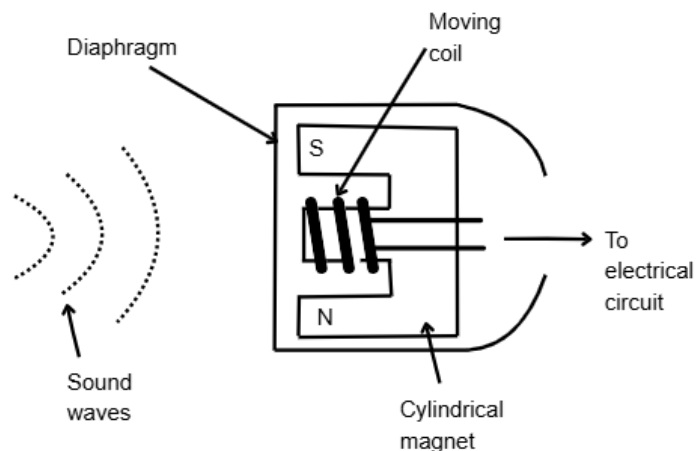 Moving
coil
Diaphragm
S
To
electrical
circuit
N
Sound
waves
Cylindrical
magnet